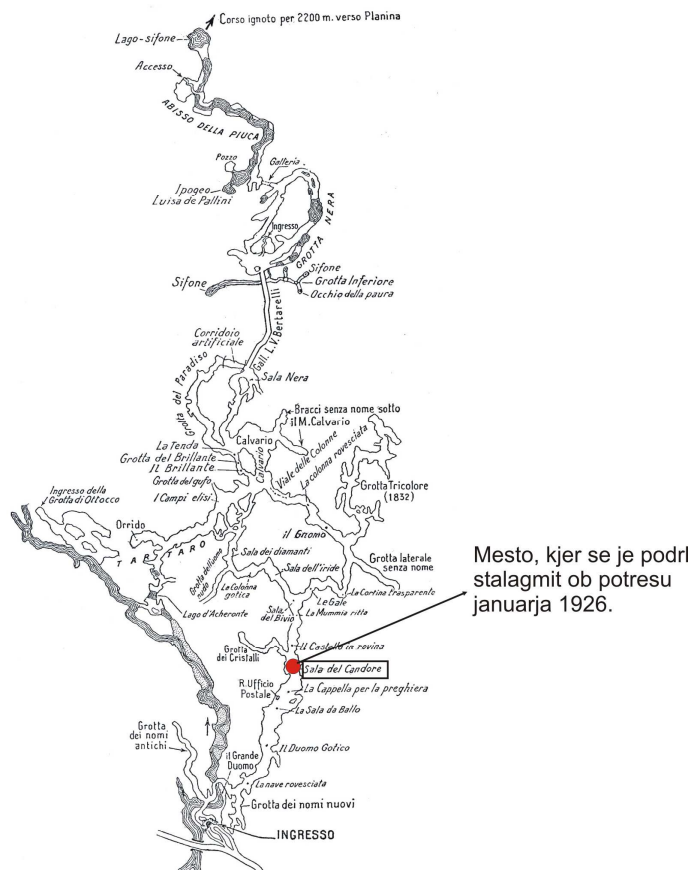 Corso ignoto per 2200 m. verso Planina
Lago-sifone
Accesso
ABISSO DELLA PIUCA
Pozzo
Galleria
Ipogeo
Luisa de Pallini
Ingresso
GROTTA NERA
Sifone
Sifone
Grotta Inferiore
Occhio della paura
Gall. L.V. Bertarelli
Corridoio
artificiale
Grotta del Paradiso
Sala Nera
Bracci senza nome sotto
il M. Calvario
Calvario
Calvario
Viale delle Colonne
La colonna rovesciata
La Tenda
Grotta del Brillante
Il Brillante
Grotta del gufo
I Campi elisi
Grotta Tricolore
(1832)
Ingresso della
Grotta di Ottocco
Orrido
TARTARO
il Gnomo
Sala dei diamanti
Sala dell'iride
Grotta laterale
senza nome
Grotta dell'uomo
nudo
La Colonna
gotica
La Cortina trasparente
Le Gale
Lago d'Acheronte
Sala
del Bivio
La Mummia ritta
Il Castello in rovina
Grotta
dei Cristalli
Sala del Candore
R. Ufficio
Postale
La Cappella per la preghiera
La Sala da Ballo
Grotta
dei nomi
antichi
il Grande
Duomo
Il Duomo Gotico
La nave rovesciata
Grotta dei nomi nuovi
INGRESSO
Mesto, kjer se je podrl
stalagmit ob potresu
januarja 1926.